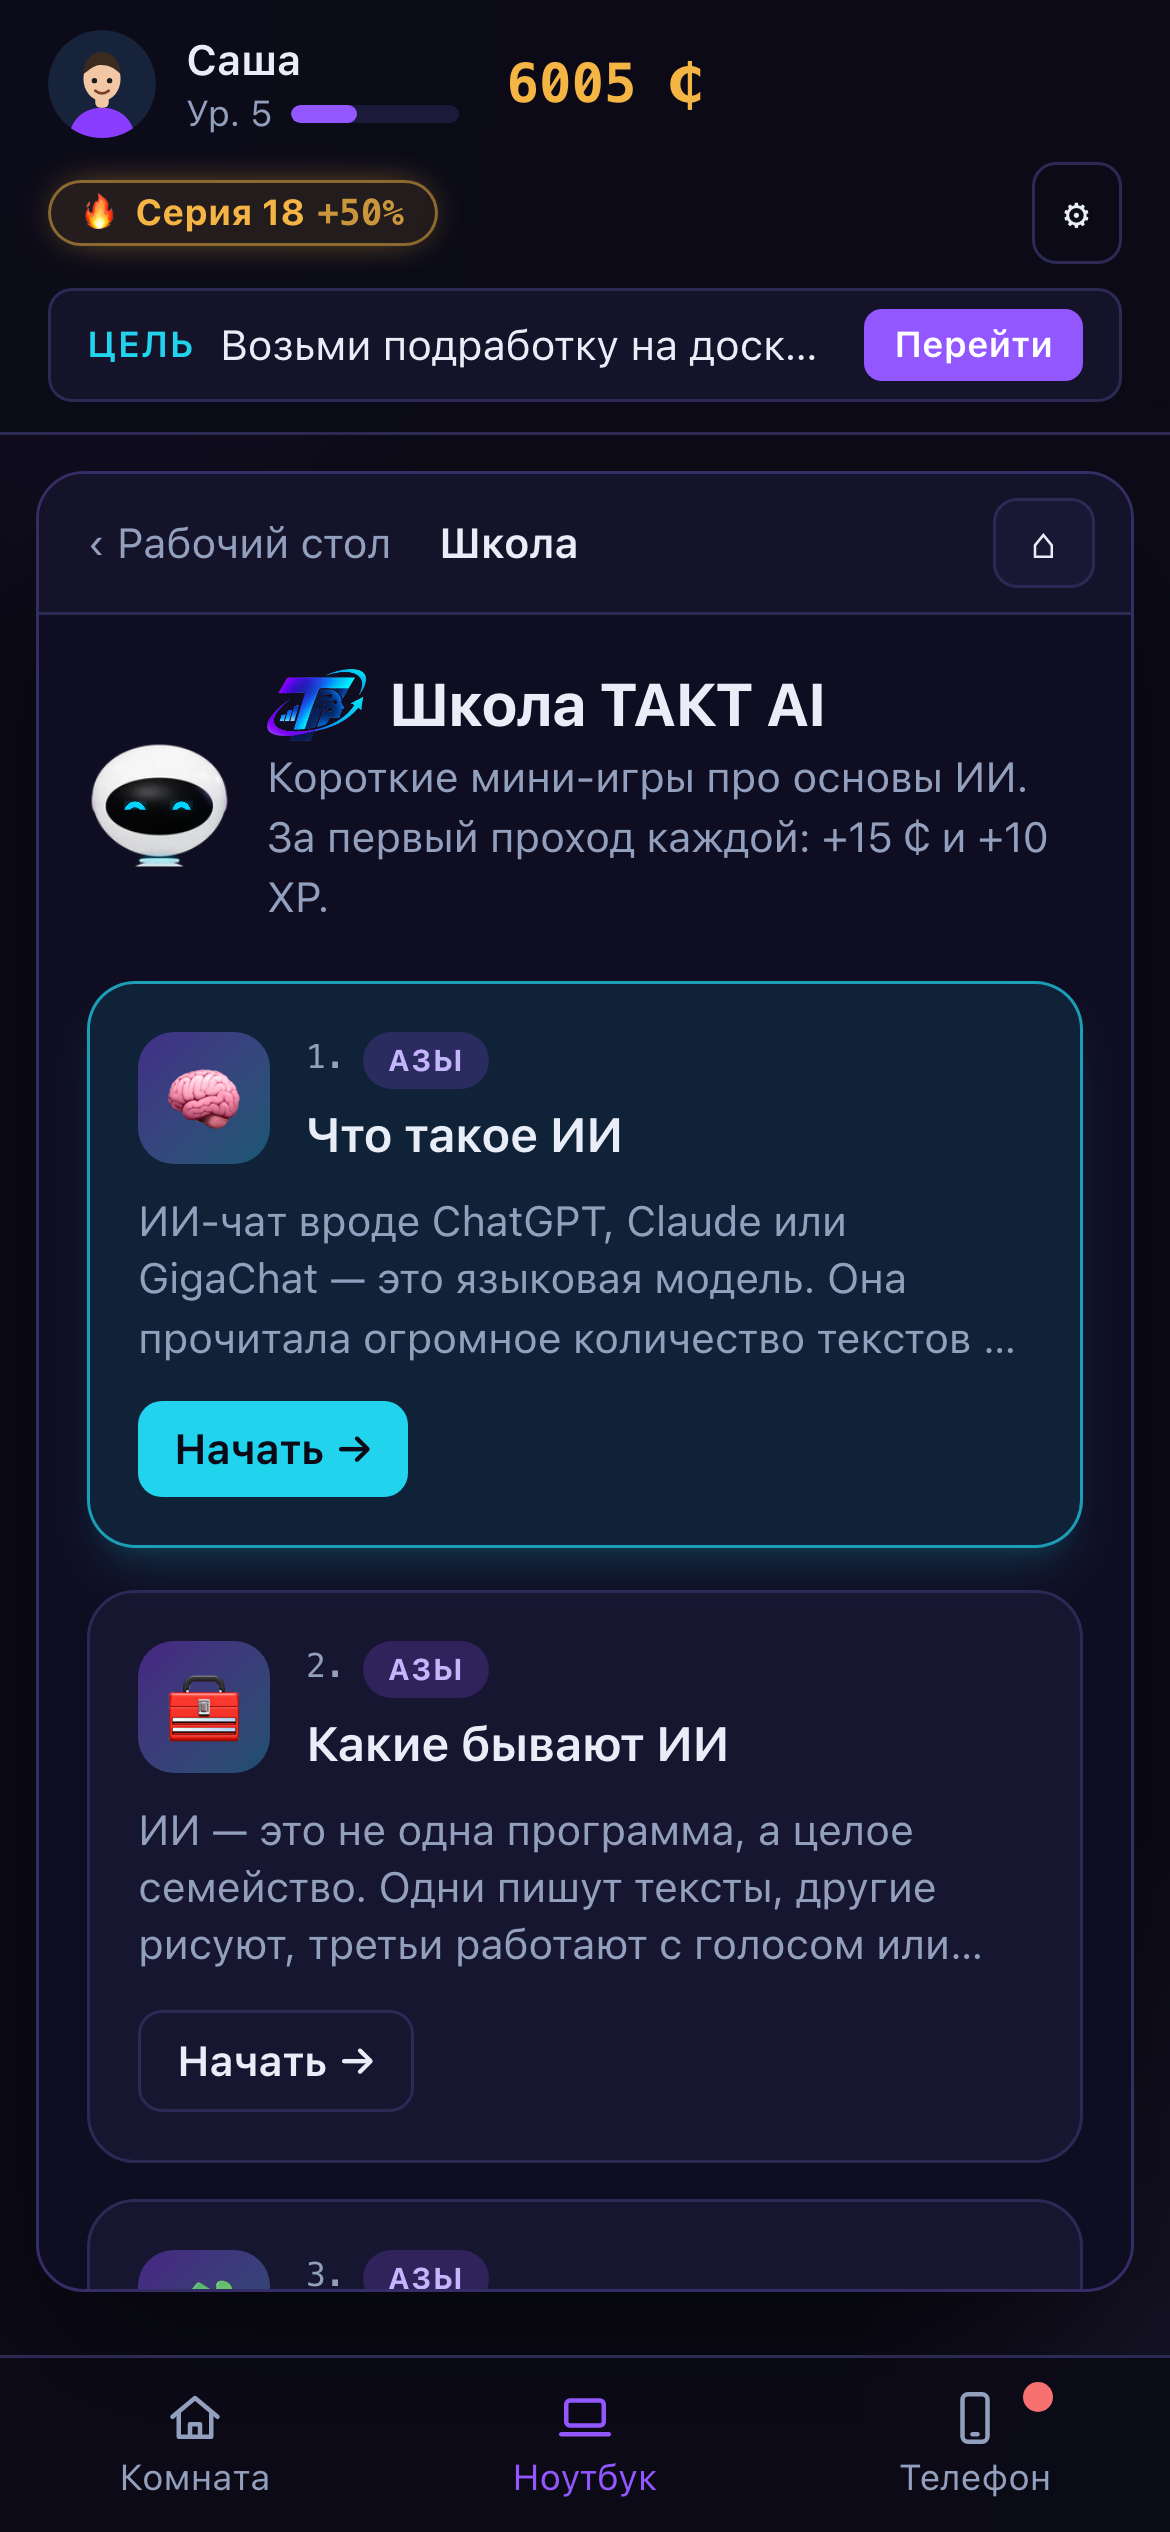 Саша
Ур. 5
6005 ₵
Серия 18 +50%
ЦЕЛЬ Возьми подработку на доск... Перейти
‹ Рабочий стол Школа
Школа ТАКТ AI
Короткие мини-игры про основы ИИ.
За первый проход каждой: +15 ₵ и +10
XP.
1. АЗЫ
Что такое ИИ
ИИ-чат вроде ChatGPT, Claude или
GigaChat — это языковая модель. Она
прочитала огромное количество текстов ...
Начать →
2. АЗЫ
Какие бывают ИИ
ИИ — это не одна программа, а целое
семейство. Одни пишут тексты, другие
рисуют, третьи работают с голосом или...
Начать →
3. АЗЫ
Комната
Ноутбук
Телефон